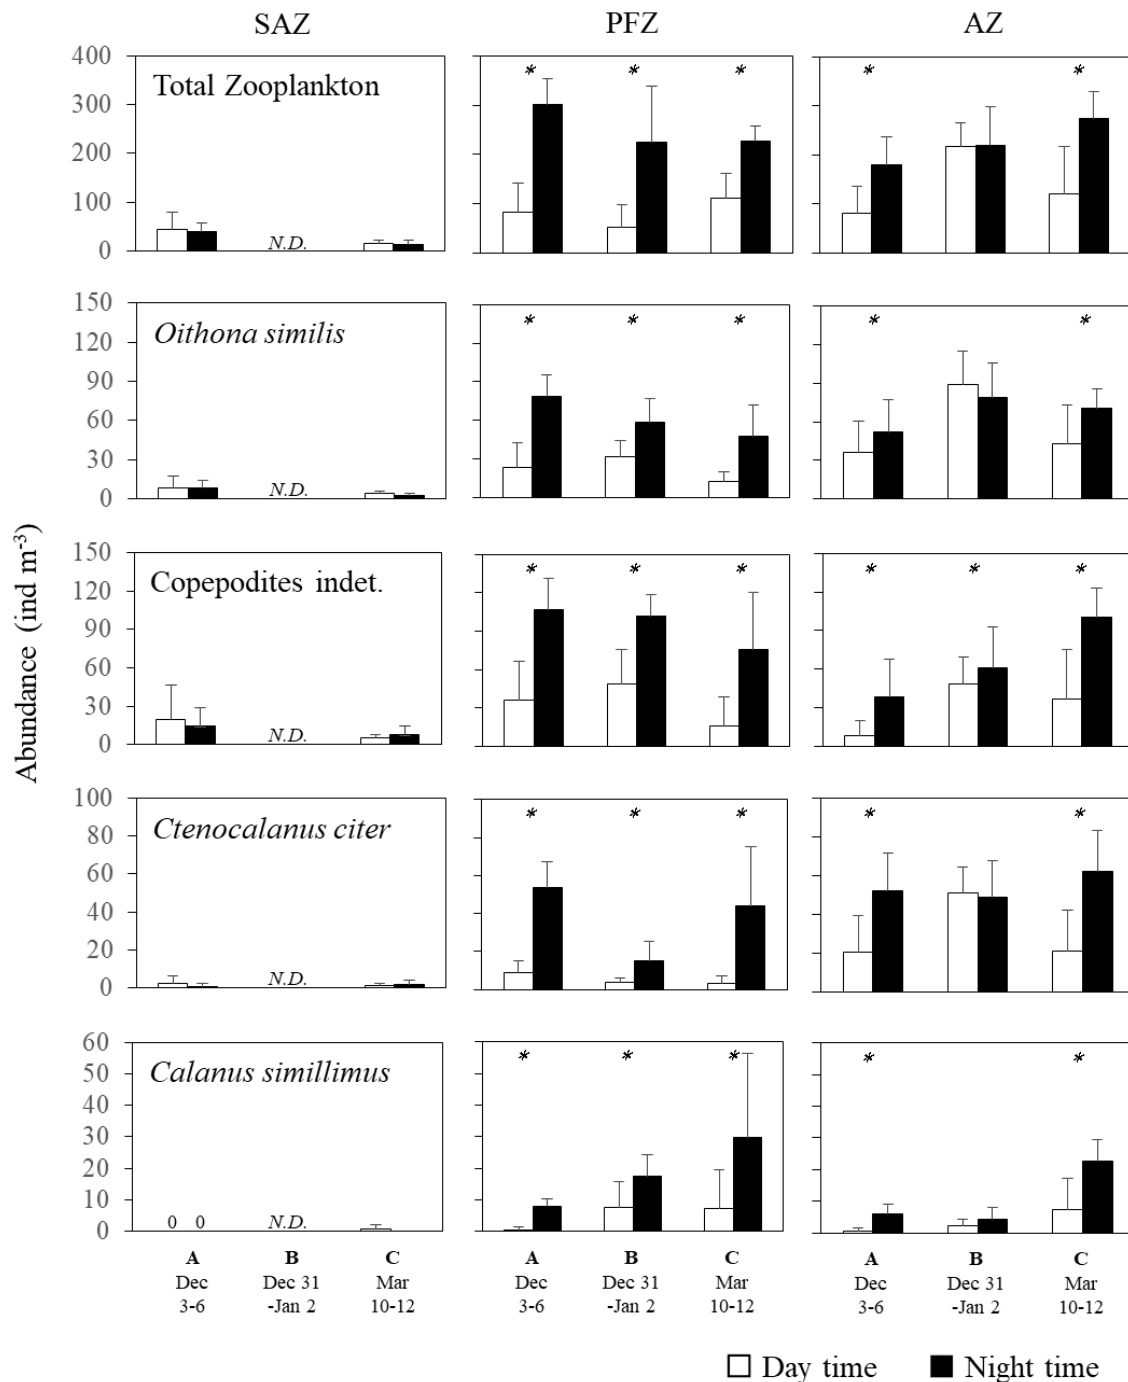 SAZ PFZ AZ
400 Total Zooplankton * * * * *
300
200
100
0 N.D.
150 Oithona similis * * * * *
120
90
60
30
0 N.D.
150 Copepodites indet. * * * * * *
120
90
60
30
0 N.D.
100 Ctenocalanus citer * * * * *
80
60
40
20
0 N.D.
60 Calanus simillimus * * * * *
50
40
30
20
10
0 0 0 N.D.
Abundance (ind m-3)
A B C A B C A B C
Dec Dec 31 Mar Dec Dec 31 Mar Dec Dec 31 Mar
3-6 -Jan 2 10-12 3-6 -Jan 2 10-12 3-6 -Jan 2 10-12
Day time Night time